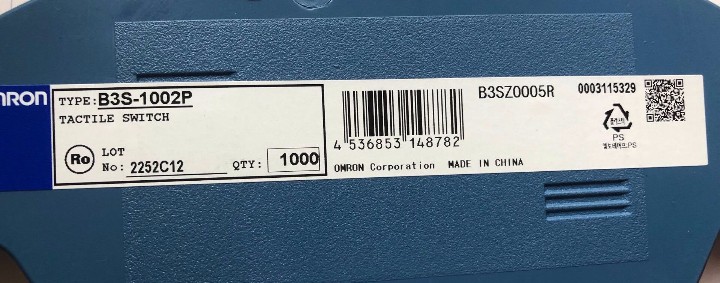 OMRON
TYPE: B3S-1002P
TACTILE SWITCH
Ro
LOT
No: 2252C12
QTY: 1000
4 536853 148782
OMRON Corporation MADE IN CHINA
B3SZ0005R
0003115329
PS